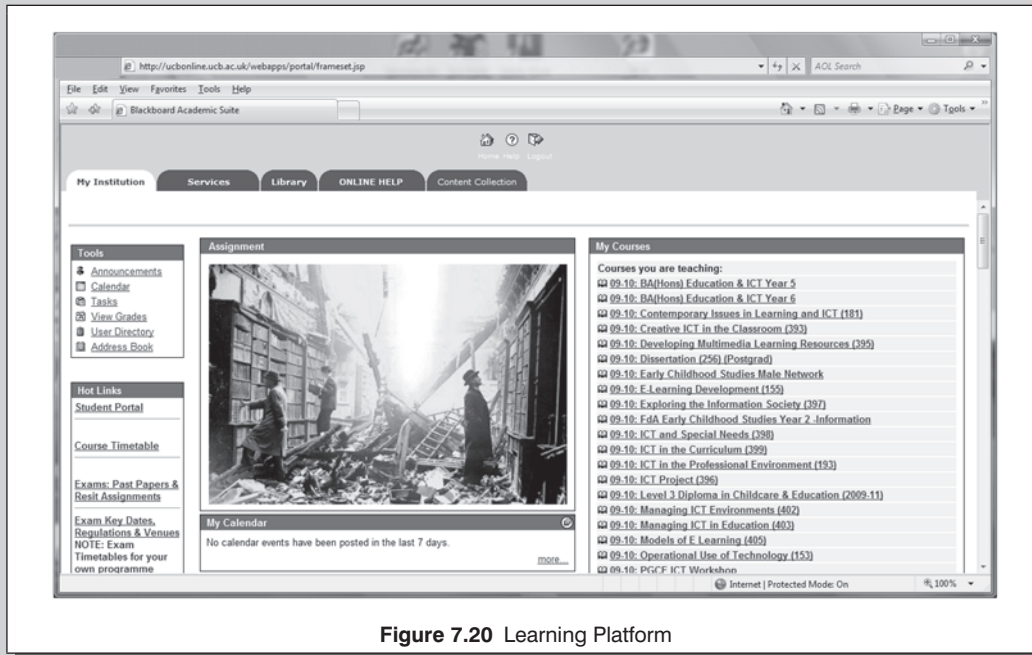 http://ucbonline.ucb.ac.uk/webapps/portal/frameset.jsp
AOL Search
File Edit View Favorites Tools Help
Blackboard Academic Suite
Page
Tools
Home Help Logout
My Institution
Services
Library
ONLINE HELP
Content Collection
Tools
Announcements
Calendar
Tasks
View Grades
User Directory
Address Book
Hot Links
Student Portal
Course Timetable
Exams: Past Papers &
Resit Assignments
Exam Key Dates,
Regulations & Venues
NOTE: Exam
Timetables for your
own programme
Assignment
My Calendar
No calendar events have been posted in the last 7 days.
more...
My Courses
Courses you are teaching:
09-10: BA(Hons) Education & ICT Year 5
09-10: BA(Hons) Education & ICT Year 6
09-10: Contemporary Issues in Learning and ICT (181)
09-10: Creative ICT in the Classroom (393)
09-10: Developing Multimedia Learning Resources (395)
09-10: Dissertation (256) (Postgrad)
09-10: Early Childhood Studies Male Network
09-10: E-Learning Development (155)
09-10: Exploring the Information Society (397)
09-10: FdA Early Childhood Studies Year 2 -Information
09-10: ICT and Special Needs (398)
09-10: ICT in the Curriculum (399)
09-10: ICT in the Professional Environment (193)
09-10: ICT Project (396)
09-10: Level 3 Diploma in Childcare & Education (2009-11)
09-10: Managing ICT Environments (402)
09-10: Managing ICT in Education (403)
09-10: Models of E Learning (405)
09-10: Operational Use of Technology (153)
09-10: PGCE ICT Workshop
Internet | Protected Mode: On
100%
Figure 7.20 Learning Platform